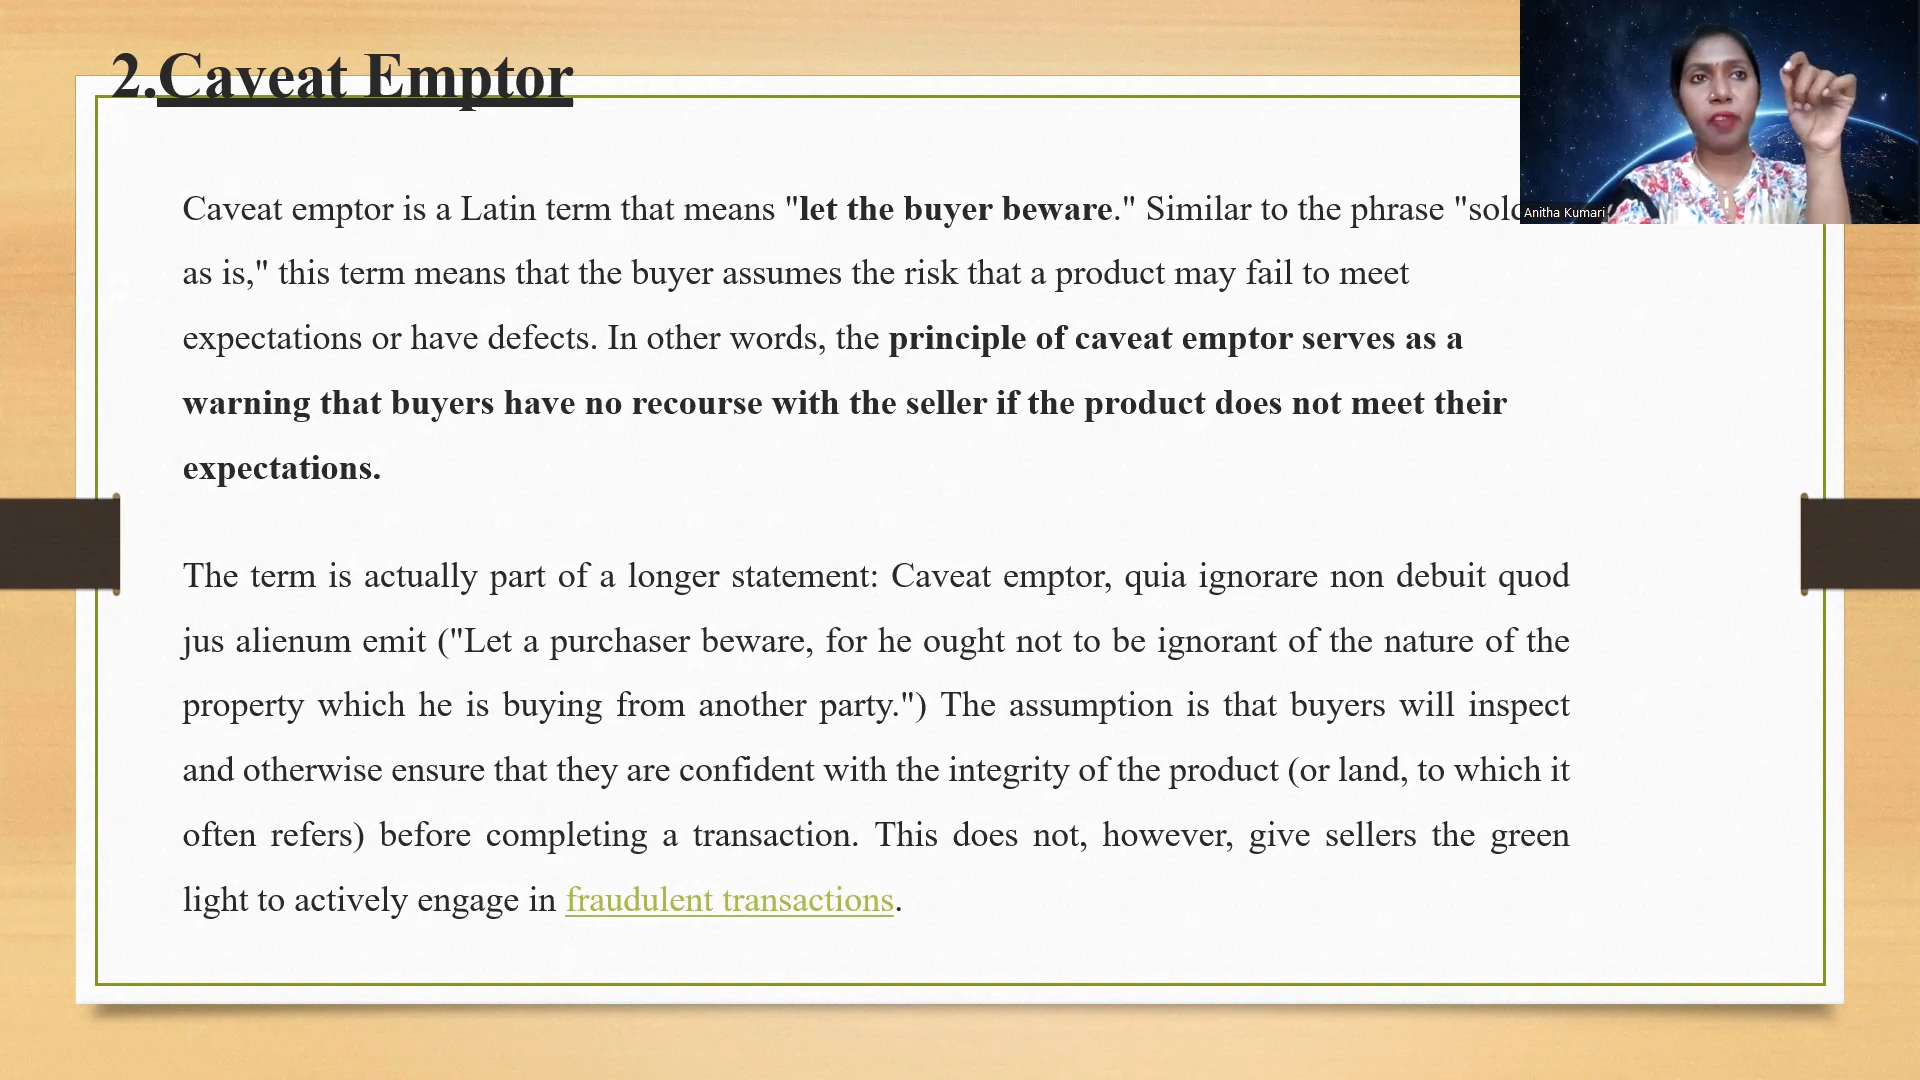 2.Caveat Emptor
Caveat emptor is a Latin term that means "let the buyer beware." Similar to the phrase "sold
as is," this term means that the buyer assumes the risk that a product may fail to meet
expectations or have defects. In other words, the principle of caveat emptor serves as a
warning that buyers have no recourse with the seller if the product does not meet their
expectations.
The term is actually part of a longer statement: Caveat emptor, quia ignorare non debuit quod
jus alienum emit ("Let a purchaser beware, for he ought not to be ignorant of the nature of the
property which he is buying from another party.") The assumption is that buyers will inspect
and otherwise ensure that they are confident with the integrity of the product (or land, to which it
often refers) before completing a transaction. This does not, however, give sellers the green
light to actively engage in fraudulent transactions.
Anitha Kumari